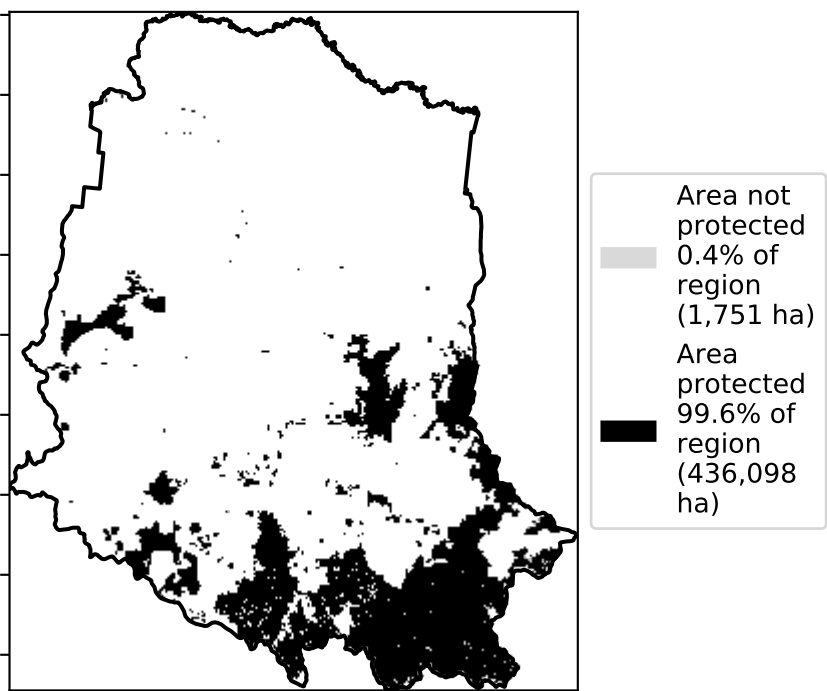 Area not
protected
0.4% of
region
(1,751 ha)
Area
protected
99.6% of
region
(436,098
ha)